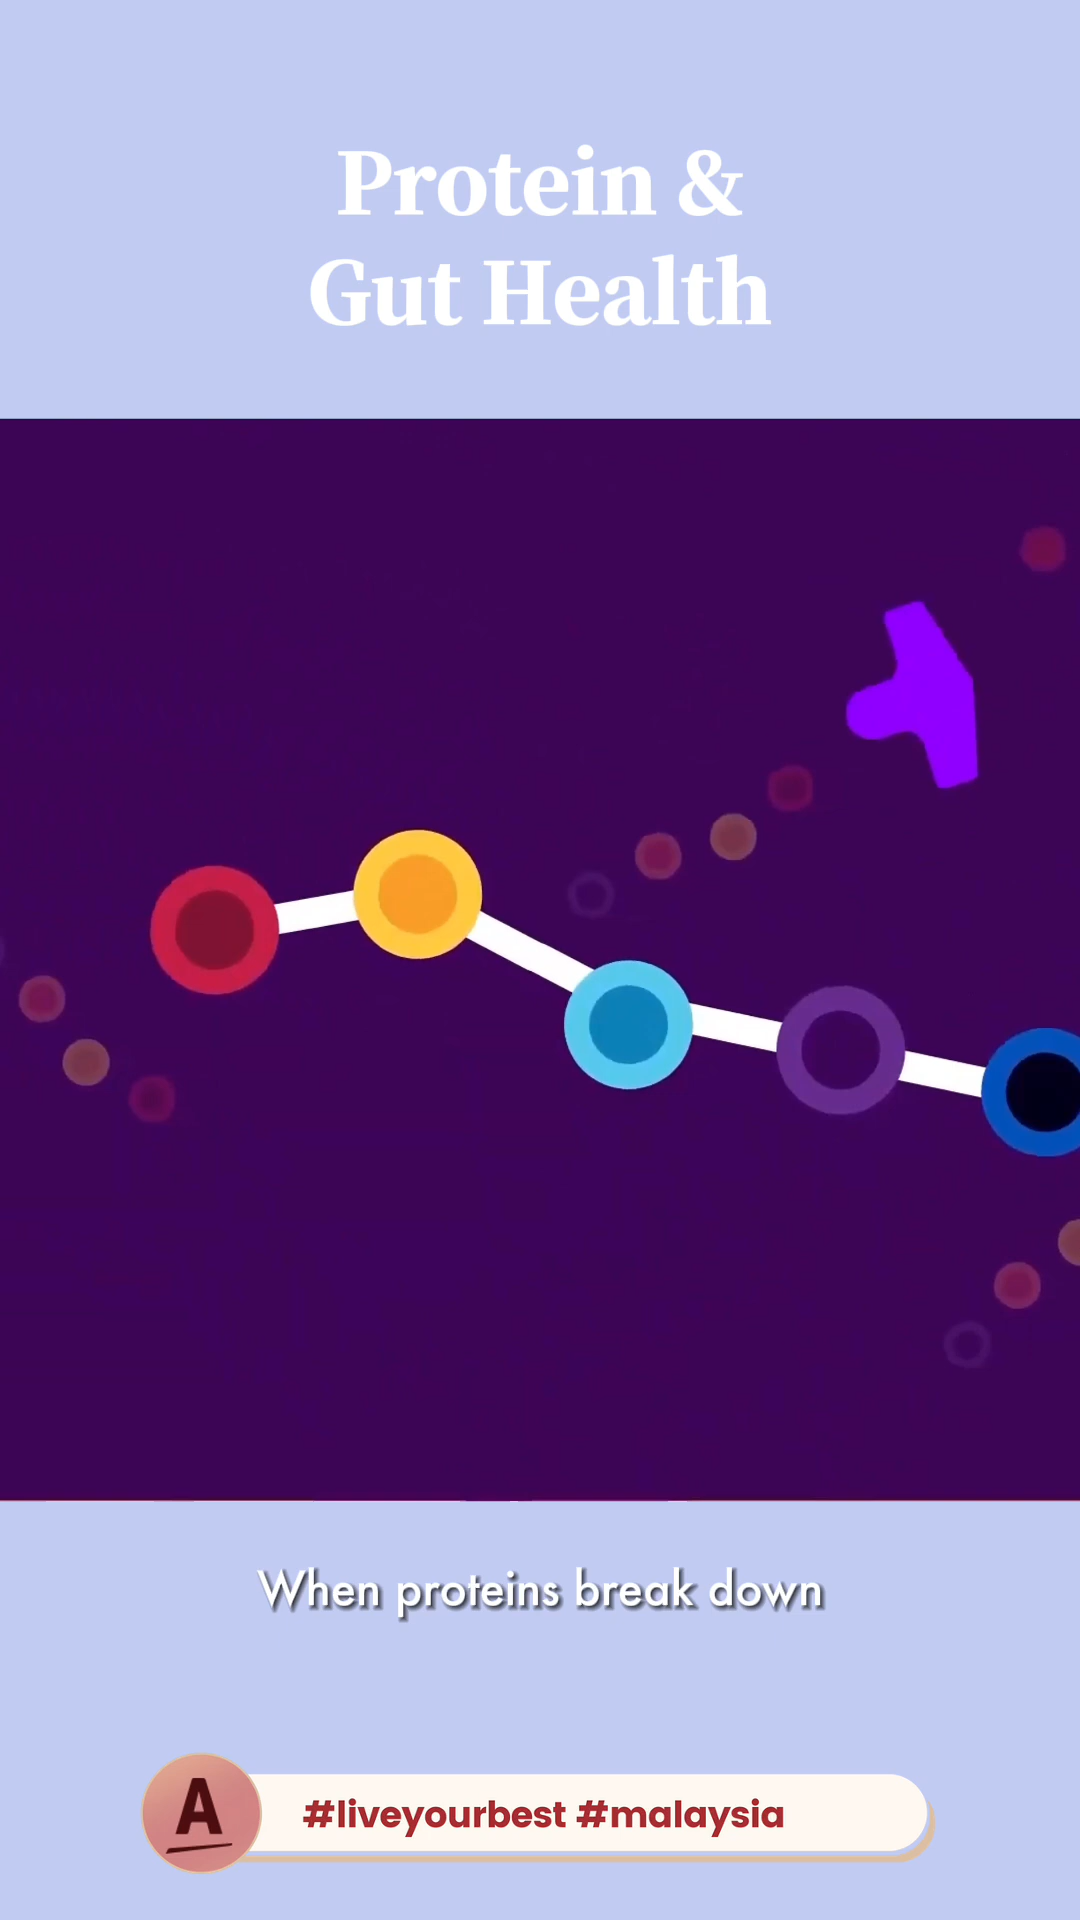 Protein &
Gut Health
When proteins break down
A
#liveyourbest #malaysia